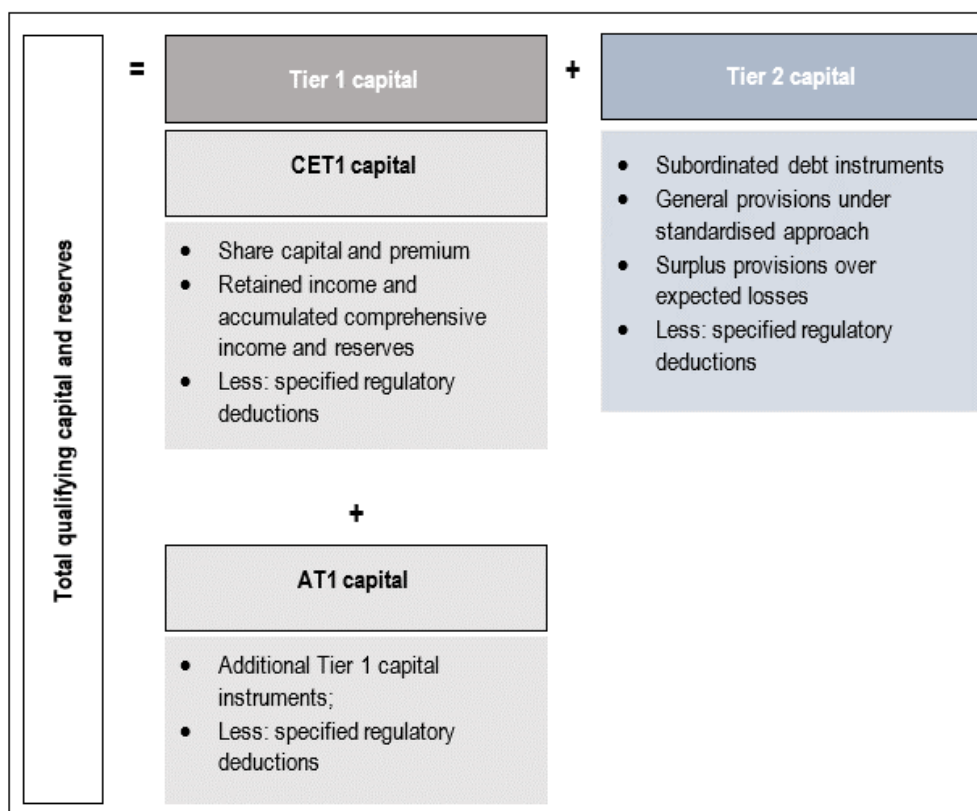 Total qualifying capital and reserves
=
Tier 1 capital
+
Tier 2 capital
CET1 capital
• Share capital and premium
• Retained income and
accumulated comprehensive
income and reserves
• Less: specified regulatory
deductions
• Subordinated debt instruments
• General provisions under
standardised approach
• Surplus provisions over
expected losses
• Less: specified regulatory
deductions
+
AT1 capital
• Additional Tier 1 capital
instruments;
• Less: specified regulatory
deductions